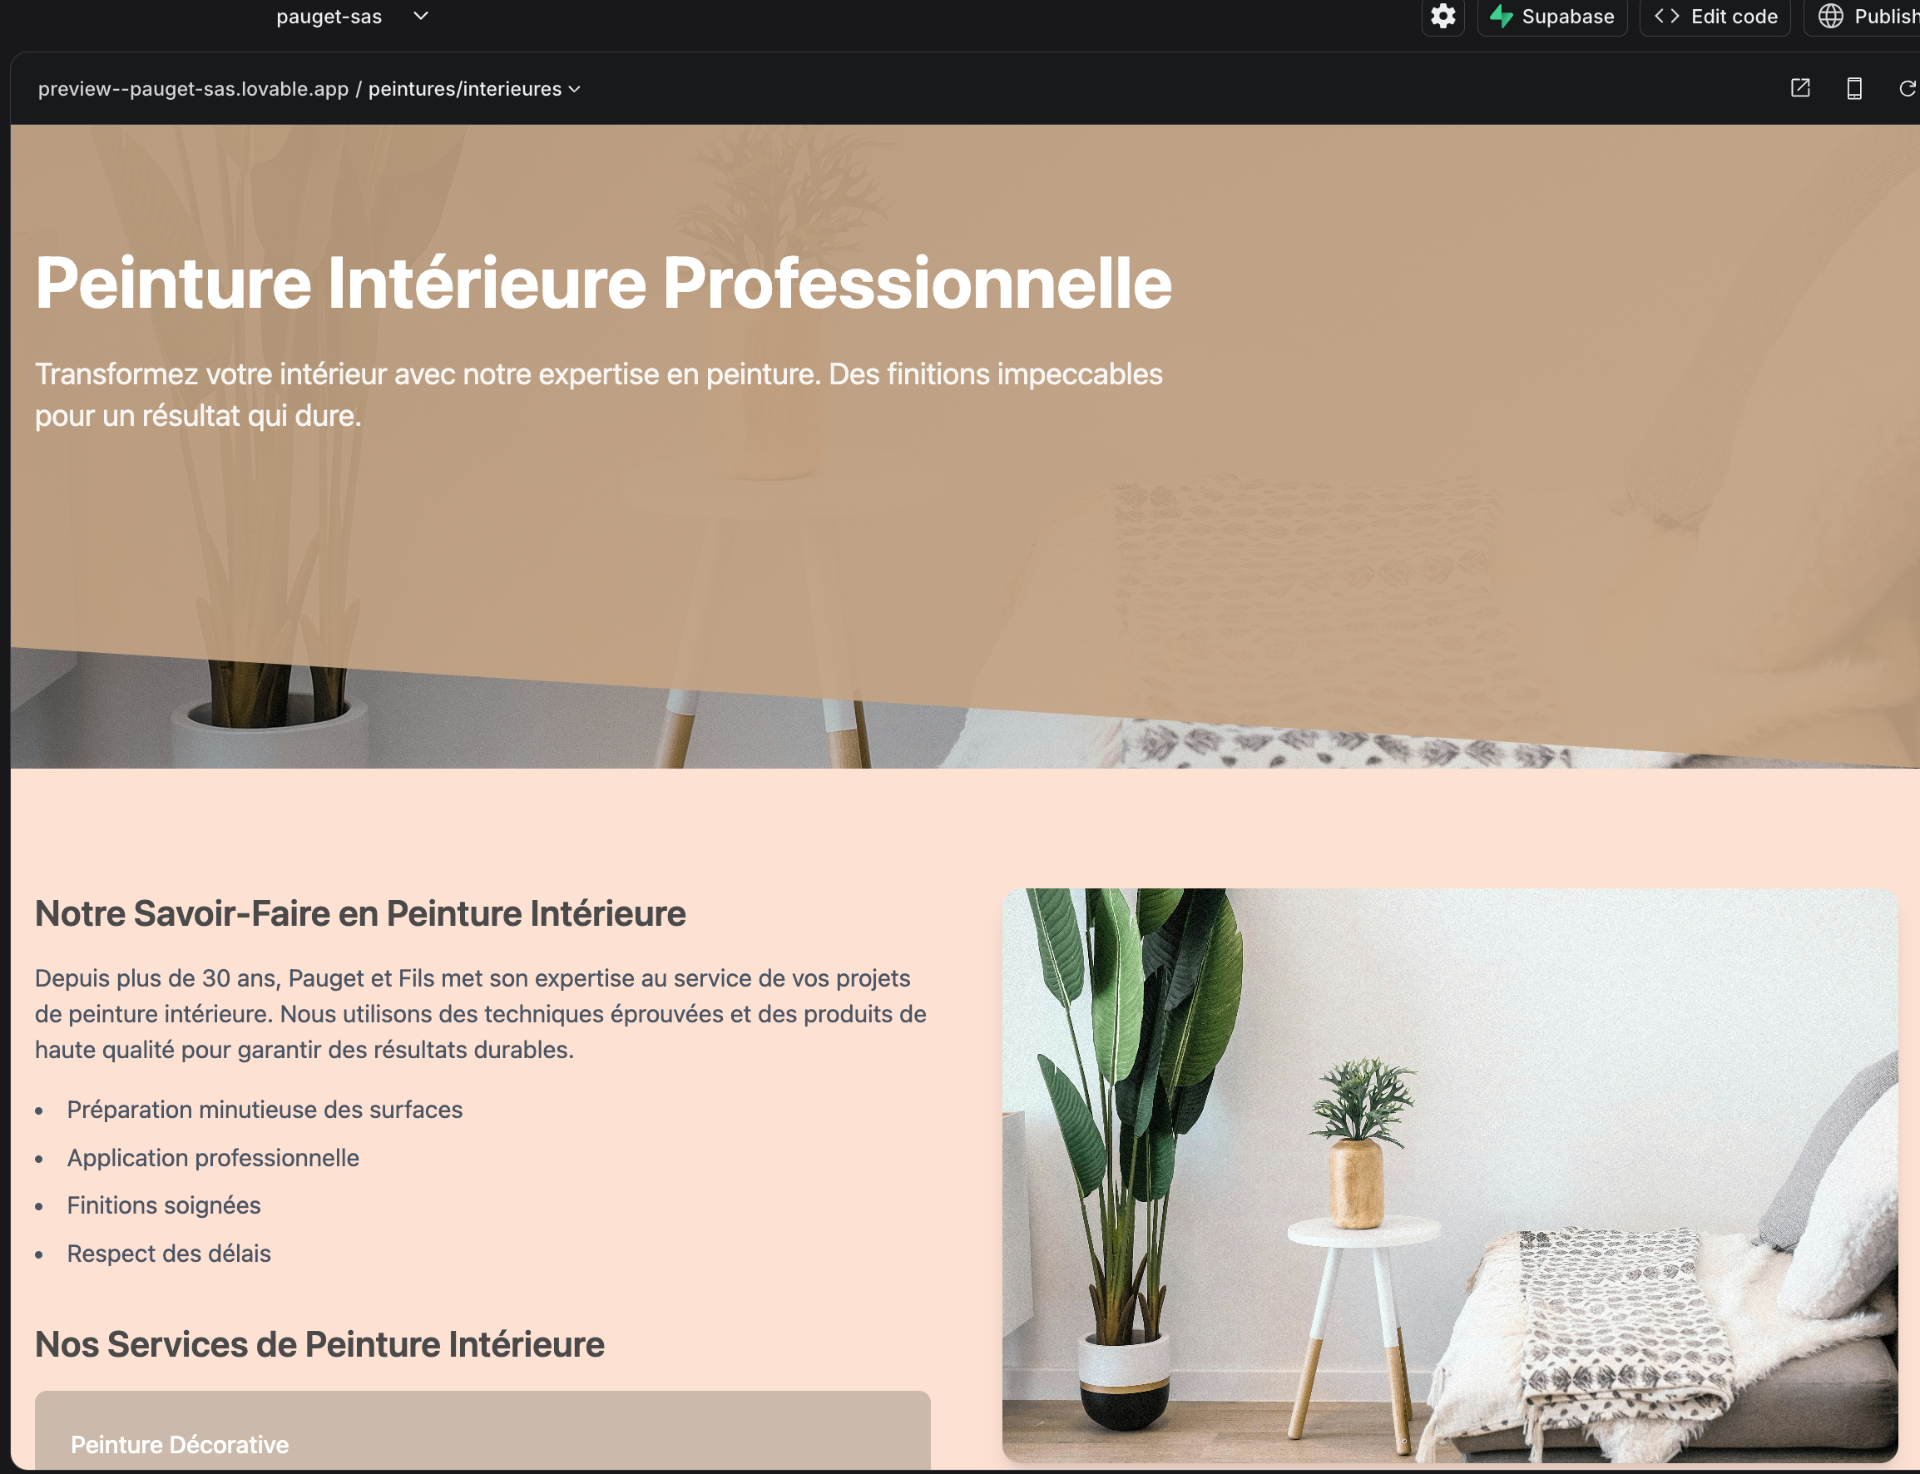 pauget-sas
Supabase
Edit code
Publish
preview--pauget-sas.lovable.app / peintures/interieures
Peinture Intérieure Professionnelle
Transformez votre intérieur avec notre expertise en peinture. Des finitions impeccables
pour un résultat qui dure.
Notre Savoir-Faire en Peinture Intérieure
Depuis plus de 30 ans, Pauget et Fils met son expertise au service de vos projets
de peinture intérieure. Nous utilisons des techniques éprouvées et des produits de
haute qualité pour garantir des résultats durables.
• Préparation minutieuse des surfaces
• Application professionnelle
• Finitions soignées
• Respect des délais
Nos Services de Peinture Intérieure
Peinture Décorative